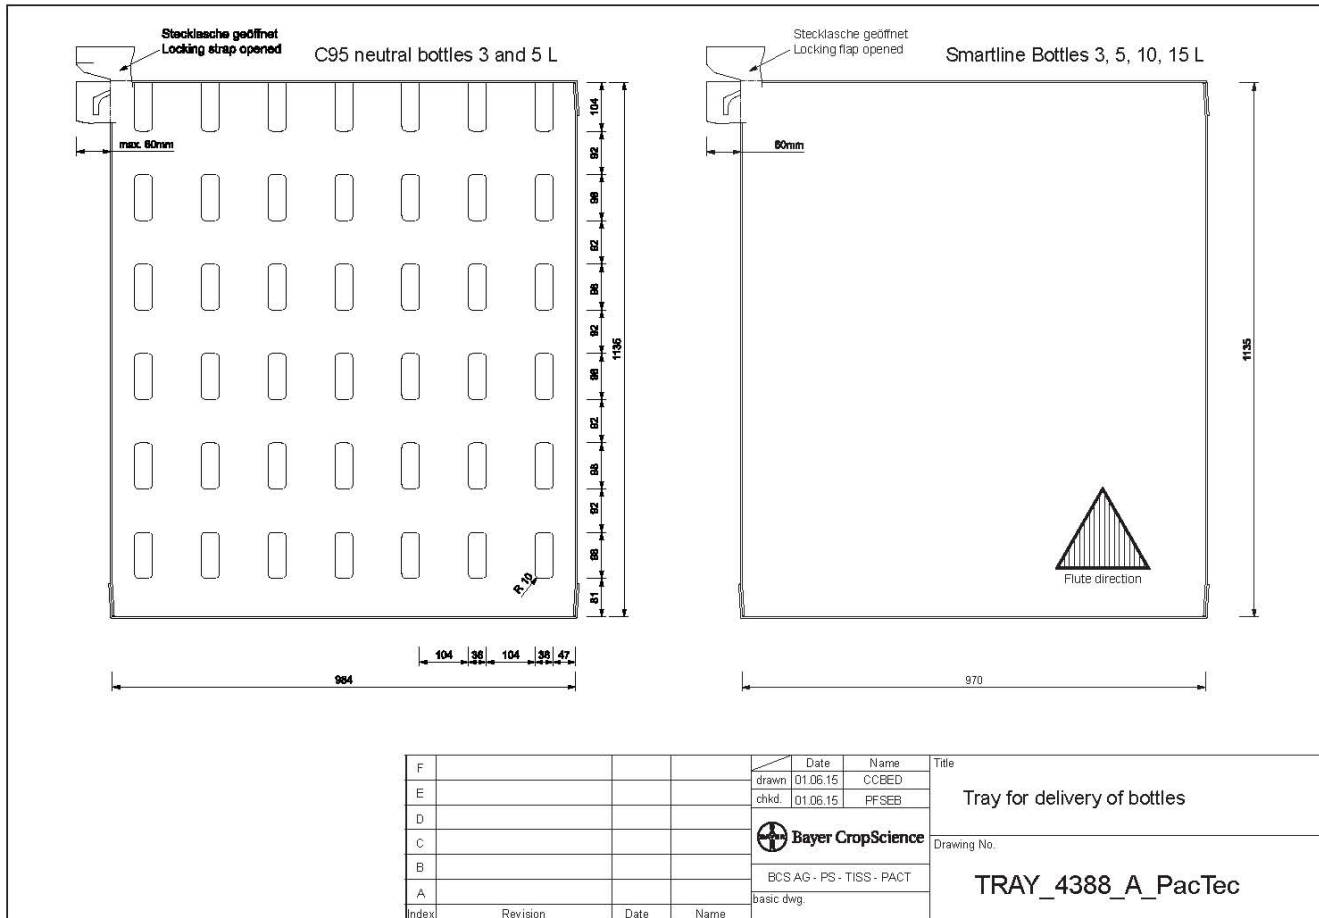 Stecklasche geöffnet
Locking strap opened
C95 neutral bottles 3 and 5 L
Stecklasche geöffnet
Locking flap opened
Smartline Bottles 3, 5, 10, 15 L
max. 60mm
60mm
104
92
98
92
98
92
98
92
98
92
98
81
1135
1135
R 10
Flute direction
104
38
104
38
47
984
970
F
E
D
C
B
A
Index
Revision
Date
Name
Date
Name
drawn
01.06.15
CCBED
chkd.
01.06.15
PFSEB
BAYER
Bayer CropScience
BCS AG - PS - TISS - PACT
basic dwg.
Title
Tray for delivery of bottles
Drawing No.
TRAY_4388_A_PacTec